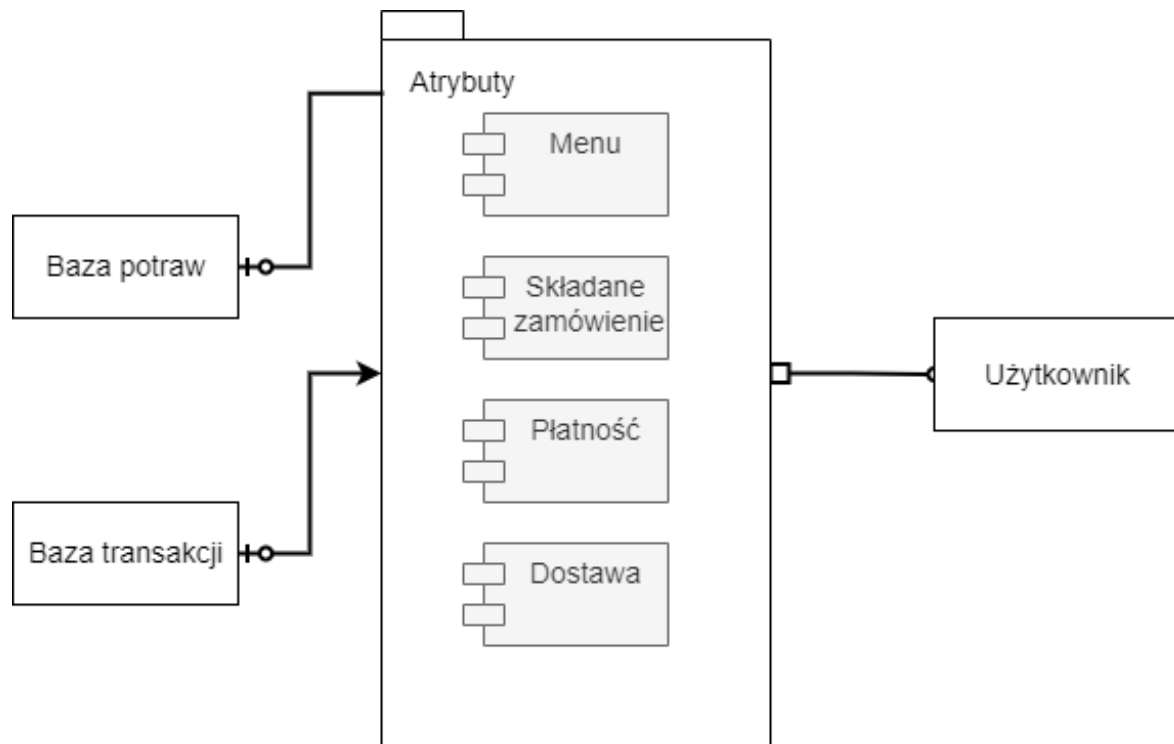 Atrybuty
Menu
Baza potraw
Składane
zamówienie
Użytkownik
Płatność
Baza transakcji
Dostawa